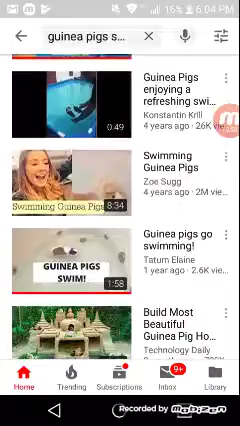 16% 6:04 PM
guinea pigs s...
Guinea Pigs
enjoying a
refreshing swi...
Konstantin Krill
4 years ago · 26K vie...
0:49
Swimming
Guinea Pigs
Zoe Sugg
4 years ago · 2M vie...
Swimming Guinea Pigs
8:34
Guinea pigs go
swimming!
Tatum Elaine
1 year ago · 2.6K vie...
GUINEA PIGS
SWIM!
1:58
Build Most
Beautiful
Guinea Pig Ho...
Technology Daily
9+
Home Trending Subscriptions Inbox Library
Recorded by mobizen